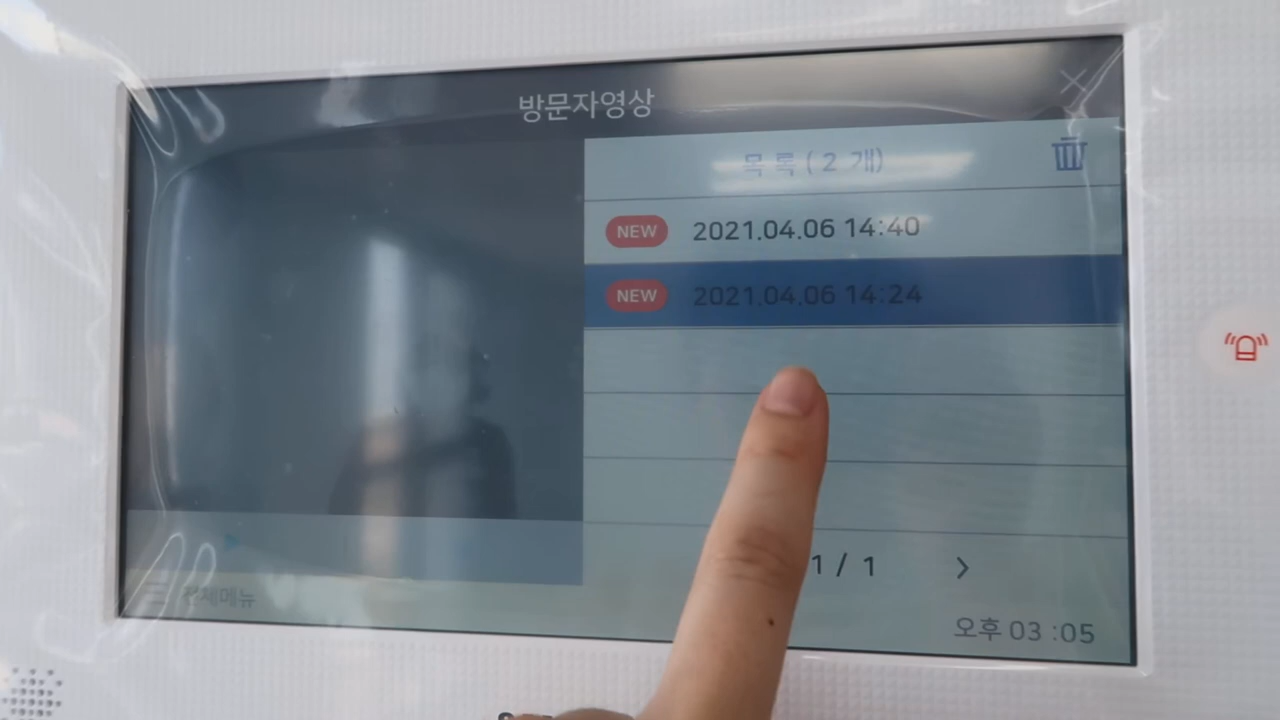 방문자영상
목록(2 개)
NEW 2021.04.06 14:40
NEW 2021.04.06 14:24
1 / 1
전체메뉴
오후 03 :05